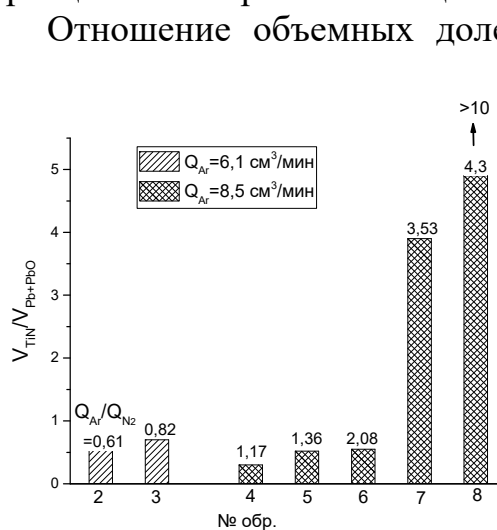 Отношение объемных доле
>10
Q_Ar=6,1 см³/мин
Q_Ar=8,5 см³/мин
4,3
3,53
V_TiN/V_Pb+PbO
5
4
3
2
1
0
Q_Ar/Q_N2
=0,61
0,82
1,17
1,36
2,08
2 3 4 5 6 7 8
№ обр.